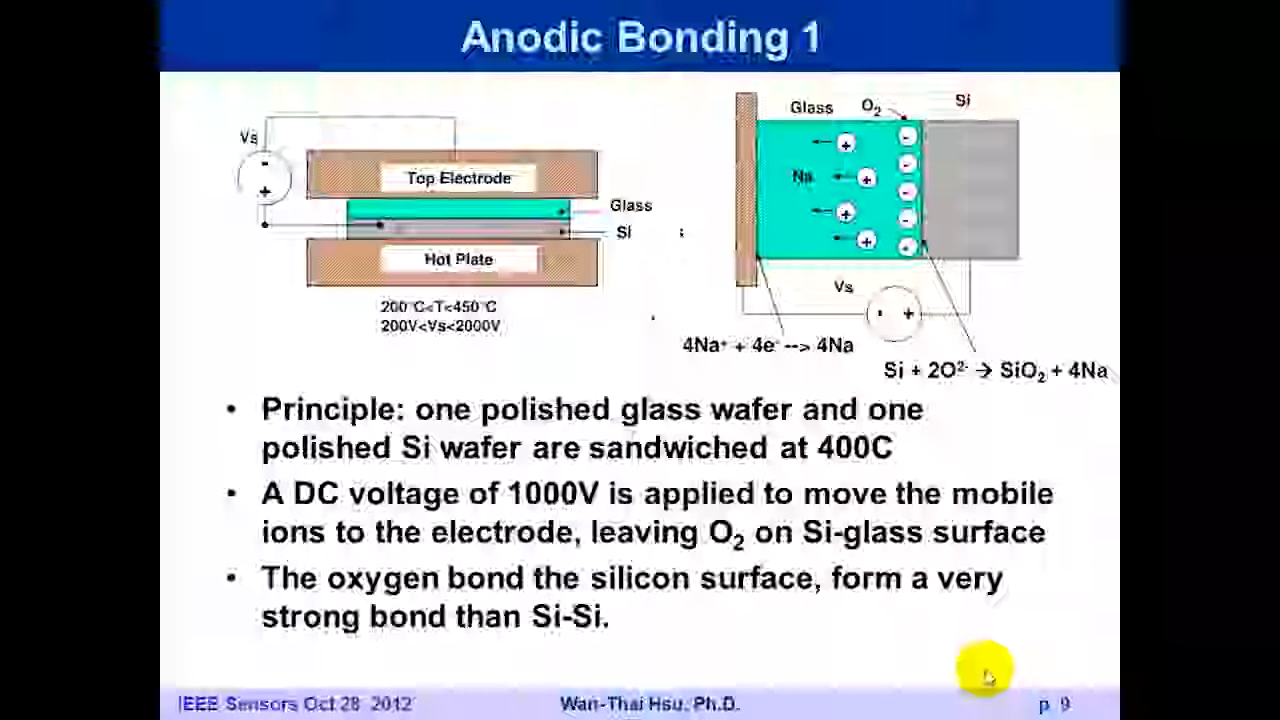 Anodic Bonding 1
Vs
-
+
Top Electrode
Glass
Si
Hot Plate
200°C<T<450°C
200V<Vs<2000V
Glass O₂ Si
Na
+
+
+
+
-
-
-
-
-
Vs
- +
4Na⁺ + 4e⁻ --> 4Na
Si + 2O²⁻ → SiO₂ + 4Na
• Principle: one polished glass wafer and one
polished Si wafer are sandwiched at 400C
• A DC voltage of 1000V is applied to move the mobile
ions to the electrode, leaving O₂ on Si-glass surface
• The oxygen bond the silicon surface, form a very
strong bond than Si-Si.
IEEE Sensors Oct 28 2012 Wan-Thai Hsu, Ph.D. p 9